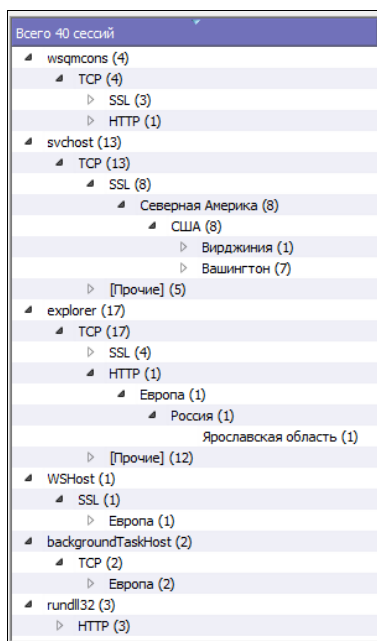 Всего 40 сессий
wsqmcons (4)
TCP (4)
SSL (3)
HTTP (1)
svchost (13)
TCP (13)
SSL (8)
Северная Америка (8)
США (8)
Вирджиния (1)
Вашингтон (7)
[Прочие] (5)
explorer (17)
TCP (17)
SSL (4)
HTTP (1)
Европа (1)
Россия (1)
Ярославская область (1)
[Прочие] (12)
WSHost (1)
SSL (1)
Европа (1)
backgroundTaskHost (2)
TCP (2)
Европа (2)
rundll32 (3)
HTTP (3)